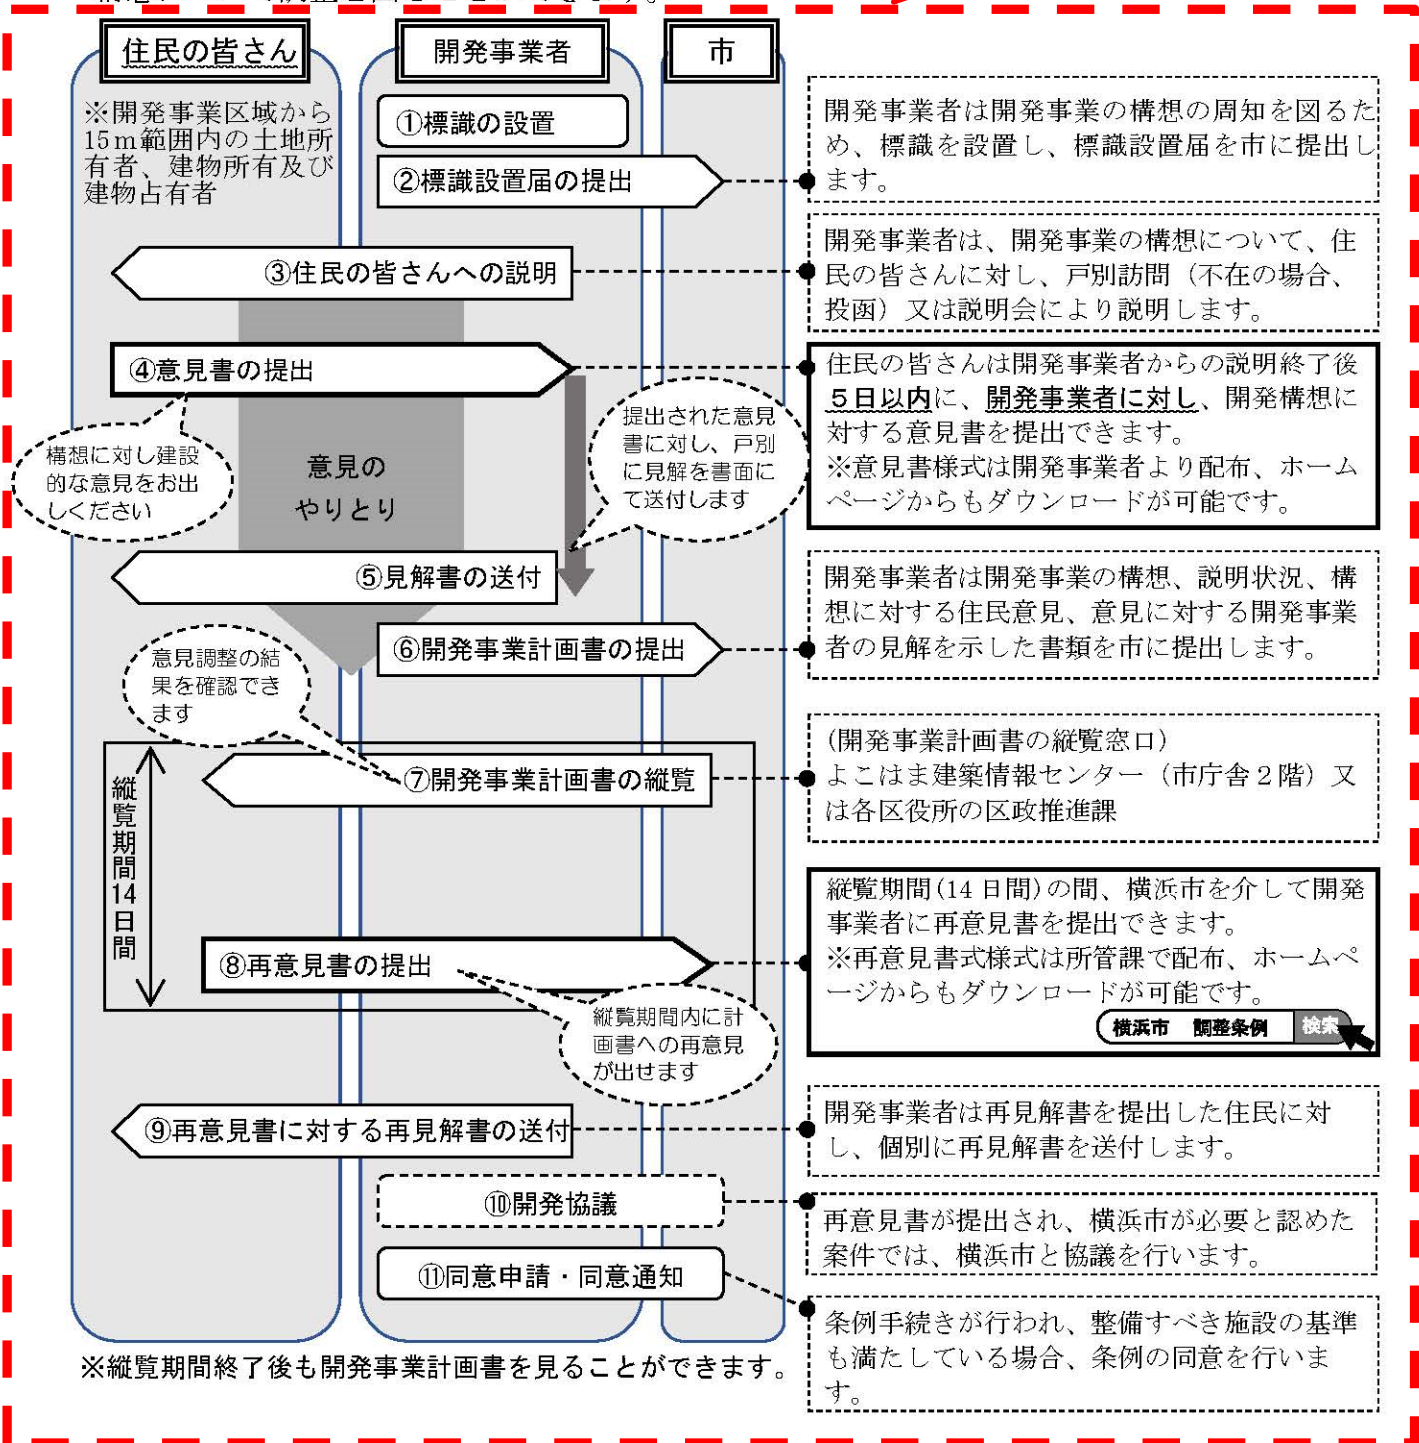 住民の皆さん
開発事業者
市
※開発事業区域から
15m範囲内の土地所
有者、建物所有及び
建物占有者
①標識の設置
②標識設置届の提出
開発事業者は開発事業の構想の周知を図るた
め、標識を設置し、標識設置届を市に提出し
ます。
③住民の皆さんへの説明
開発事業者は、開発事業の構想について、住
民の皆さんに対し、戸別訪問（不在の場合、
投函）又は説明会により説明します。
④意見書の提出
住民の皆さんは開発事業者からの説明終了後
５日以内に、開発事業者に対し、開発構想に
対する意見書を提出できます。
※意見書様式は開発事業者より配布、ホーム
ページからもダウンロードが可能です。
構想に対し建設
的な意見をお出
しください
意見の
やりとり
提出された意見
書に対し、戸別
に見解を書面に
て送付します
⑤見解書の送付
開発事業者は開発事業の構想、説明状況、構
想に対する住民意見、意見に対する開発事業
者の見解を示した書類を市に提出します。
⑥開発事業計画書の提出
意見調整の結
果を確認でき
ます
⑦開発事業計画書の縦覧
(開発事業計画書の縦覧窓口)
よこはま建築情報センター（市庁舎２階）又
は各区役所の区政推進課
縦覧期間14日間
⑧再意見書の提出
縦覧期間(14日間)の間、横浜市を介して開発
事業者に再意見書を提出できます。
※再意見書式様式は所管課で配布、ホームペ
ージからもダウンロードが可能です。
横浜市　調整条例　検索
縦覧期間内に計
画書への再意見
が出せます
⑨再意見書に対する再見解書の送付
開発事業者は再見解書を提出した住民に対
し、個別に再見解書を送付します。
⑩開発協議
再意見書が提出され、横浜市が必要と認めた
案件では、横浜市と協議を行います。
⑪同意申請・同意通知
条例手続きが行われ、整備すべき施設の基準
も満たしている場合、条例の同意を行いま
す。
※縦覧期間終了後も開発事業計画書を見ることができます。